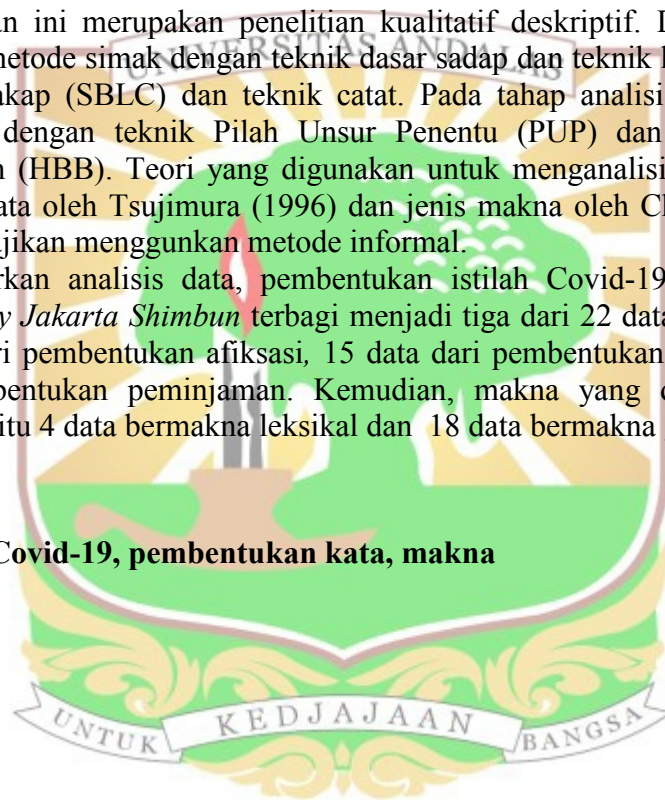 an ini merupakan penelitian kualitatif deskriptif.
UNIVERSITAS ANDALAS
metode simak dengan teknik dasar sadap dan teknik
akap (SBLC) dan teknik catat. Pada tahap analisi
dengan teknik Pilah Unsur Penentu (PUP) dan
n (HBB). Teori yang digunakan untuk menganalisi
ata oleh Tsujimura (1996) dan jenis makna oleh
ajikan menggunkan metode informal.
rkan analisis data, pembentukan istilah Covid-19
y Jakarta Shimbun terbagi menjadi tiga dari 22 data
ri pembentukan afiksasi, 15 data dari pembentukan
bentukan peminjaman. Kemudian, makna yang
itu 4 data bermakna leksikal dan 18 data bermakna
Covid-19, pembentukan kata, makna
UNTUK KEDJAJAAN BANGSA